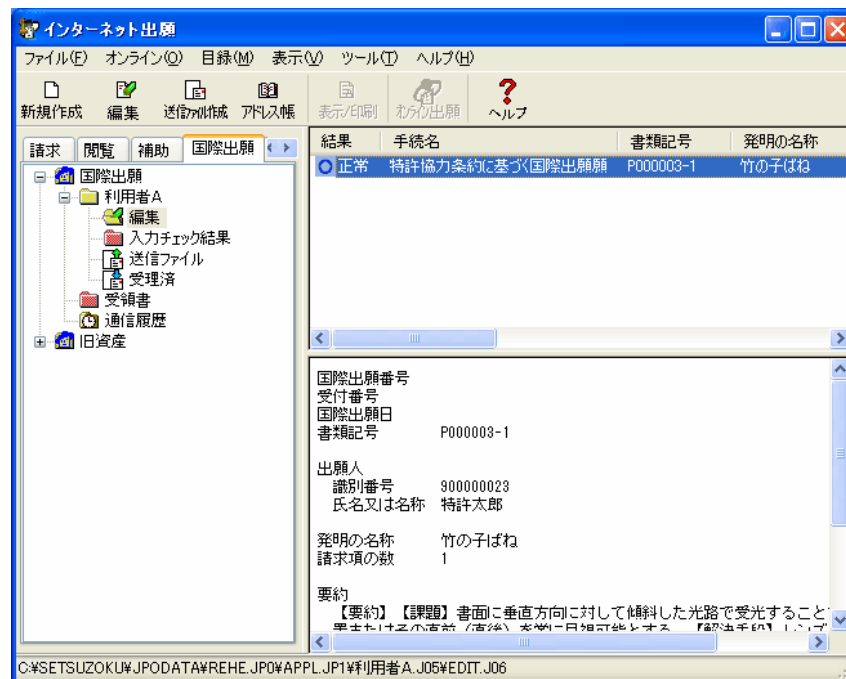 インターネット出願
ファイル(F) オンライン(O) 目録(M) 表示(V) ツール(T) ヘルプ(H)
新規作成 編集 送信ファイル作成 アドレス帳 表示/印刷 オンライン出願 ヘルプ
請求 閲覧 補助 国際出願
国際出願
利用者A
編集
入力チェック結果
送信ファイル
受理済
受領書
通信履歴
旧資産
結果 手続名 書類記号 発明の名称
正常 特許協力条約に基づく国際出願願 P000003-1 竹の子ばね
国際出願番号
受付番号
国際出願日
書類記号 P000003-1
出願人
識別番号 900000023
氏名又は名称 特許太郎
発明の名称 竹の子ばね
請求項の数 1
要約
【要約】【課題】書面に垂直方向に対して傾斜した光路で受光すること
C:¥SETSUZOKU¥JPODATA¥REHE.JP0¥APPL.JP1¥利用者A.J05¥EDIT.J06